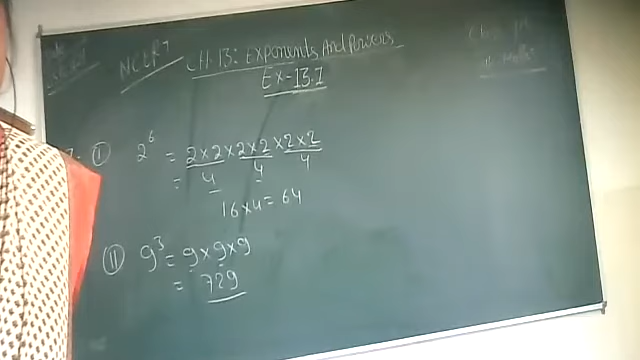 NCERT CH.13: Exponents And Powers
Ex-13.1
(I) 2⁶ = 2×2×2×2×2×2
= 4 4 4
16×4=64
(II) 9³ = 9×9×9
= 729